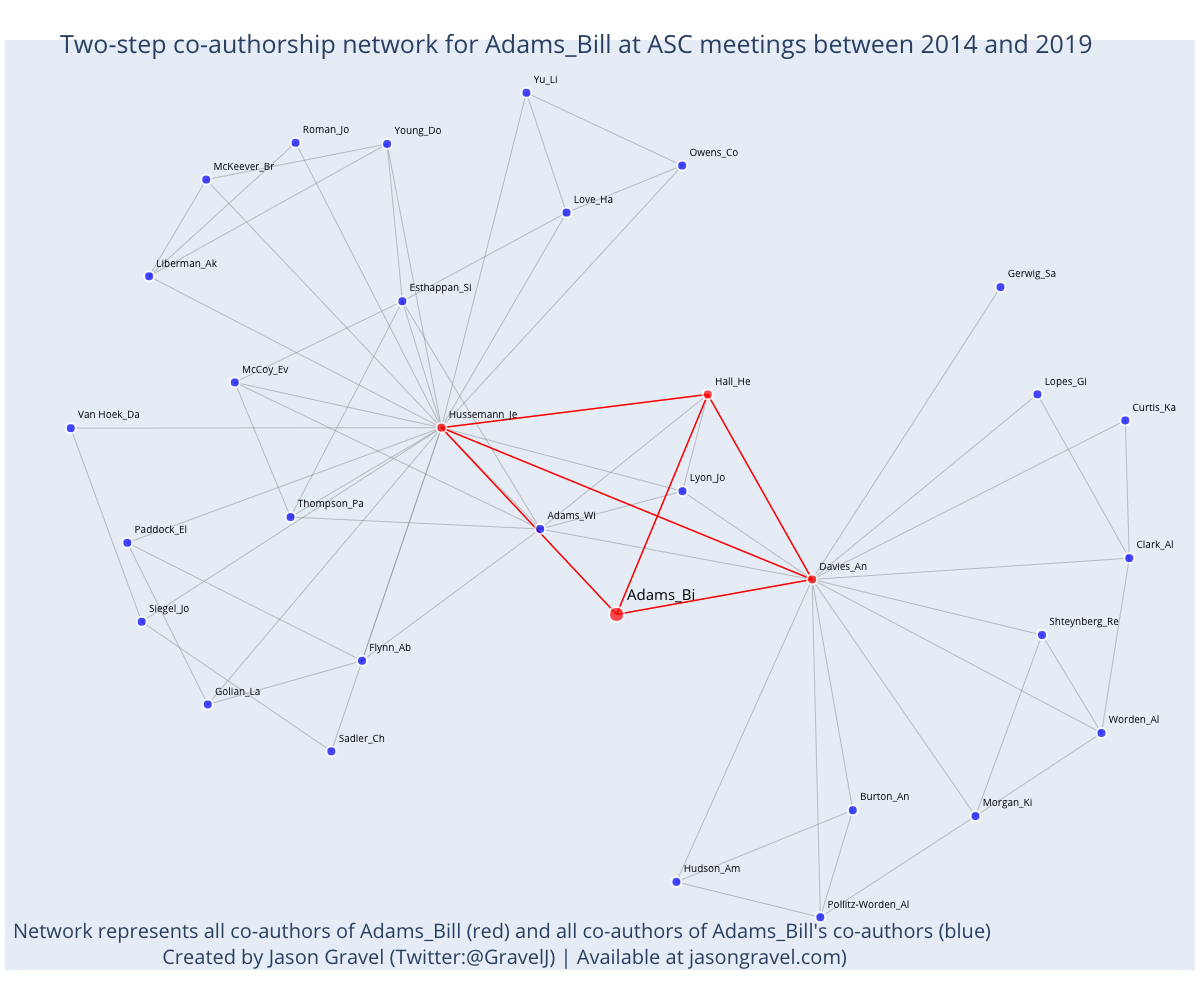 Two-step co-authorship network for Adams_Bill at ASC meetings between 2014 and 2019
Yu_Li
Roman_Jo
Young_Do
Owens_Co
McKeever_Br
Love_Ha
Liberman_Ak
Gerwig_Sa
Esthappan_Si
McCoy_Ev
Hall_He
Lopes_Gi
Curtis_Ka
Van Hoek_Da
Hussemann_Je
Lyon_Jo
Thompson_Pa
Adams_Wi
Paddock_El
Clark_Al
Davies_An
Adams_Bi
Siegel_Jo
Shteynberg_Re
Flynn_Ab
Golian_La
Worden_Al
Sadler_Ch
Burton_An
Morgan_Ki
Hudson_Am
Pollitz-Worden_Al
Network represents all co-authors of Adams_Bill (red) and all co-authors of Adams_Bill's co-authors (blue)
Created by Jason Gravel (Twitter:@GravelJ) | Available at jasongravel.com)